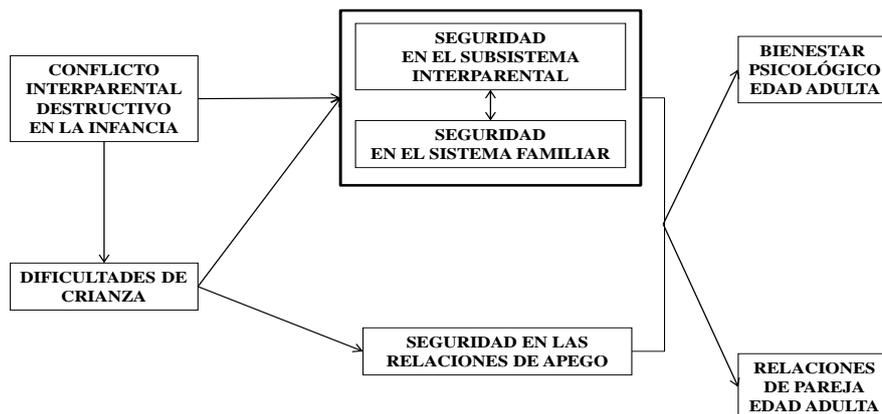 CONFLICTO
INTERPARENTAL
DESTRUCTIVO
EN LA INFANCIA
DIFICULTADES DE
CRIANZA
SEGURIDAD
EN EL SUBSISTEMA
INTERPARENTAL
SEGURIDAD
EN EL SISTEMA FAMILIAR
SEGURIDAD EN LAS
RELACIONES DE APEGO
BIENESTAR
PSICOLÓGICO
EDAD ADULTA
RELACIONES
DE PAREJA
EDAD ADULTA